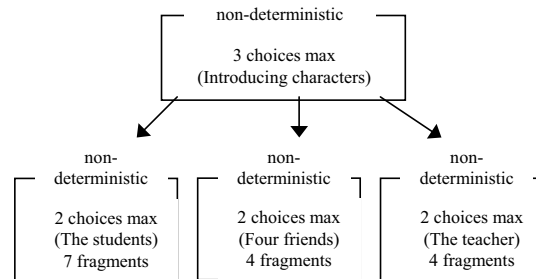 non-deterministic
3 choices max
(Introducing characters)
non-
deterministic
2 choices max
(The students)
7 fragments
non-
deterministic
2 choices max
(Four friends)
4 fragments
non-
deterministic
2 choices max
(The teacher)
4 fragments